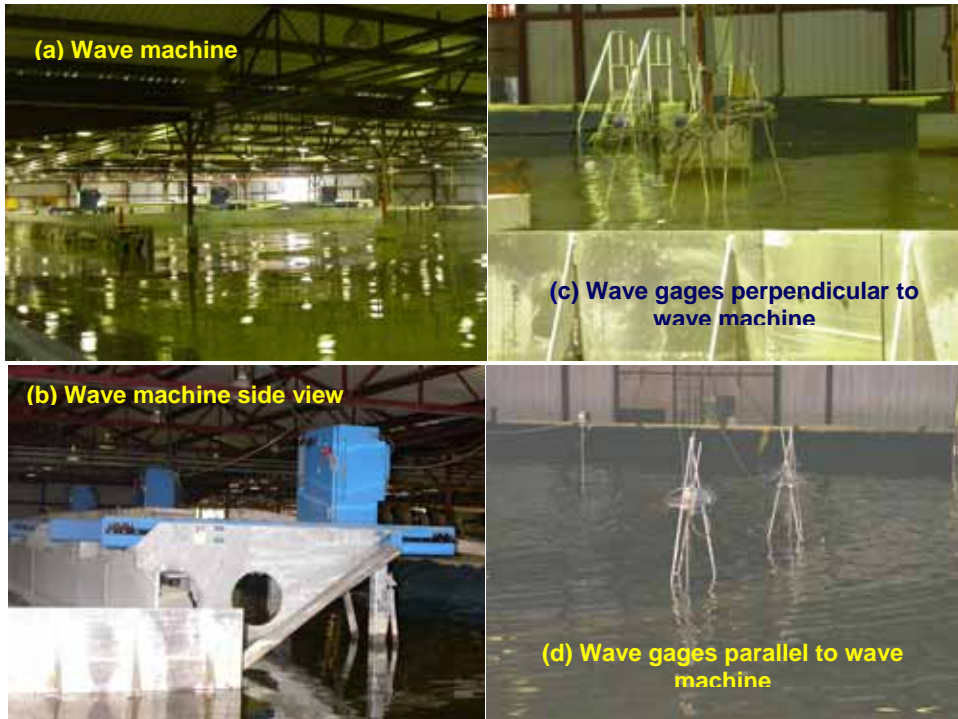 (a) Wave machine
(c) Wave gages perpendicular to
wave machine
(b) Wave machine side view
(d) Wave gages parallel to wave
machine